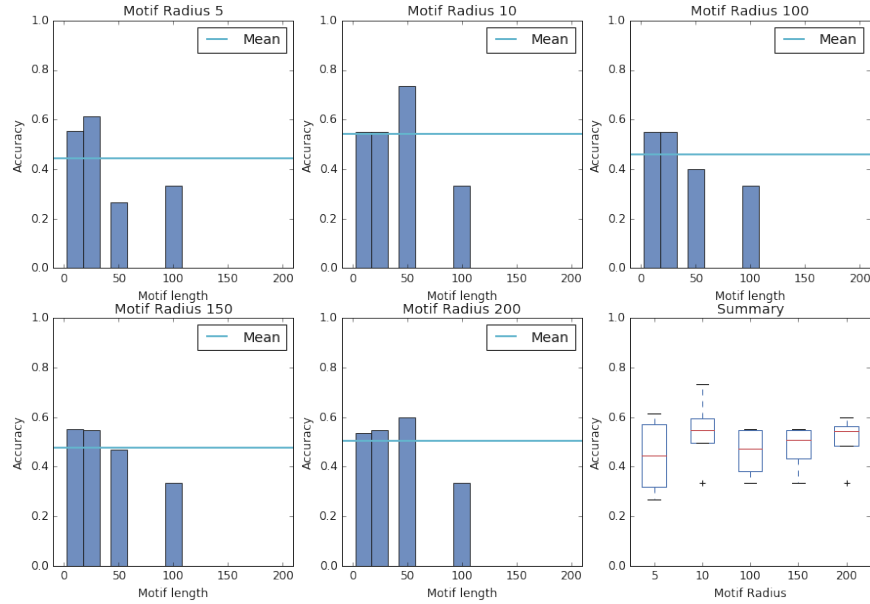 Motif Radius 5
Motif Radius 10
Motif Radius 100
1.0
0.8
0.6
0.4
0.2
0.0
Accuracy
Mean
0 50 100 150 200
Motif length
1.0
0.8
0.6
0.4
0.2
0.0
Accuracy
Mean
0 50 100 150 200
Motif length
1.0
0.8
0.6
0.4
0.2
0.0
Accuracy
Mean
0 50 100 150 200
Motif length
Motif Radius 150
Motif Radius 200
Summary
1.0
0.8
0.6
0.4
0.2
0.0
Accuracy
Mean
0 50 100 150 200
Motif length
1.0
0.8
0.6
0.4
0.2
0.0
Accuracy
Mean
0 50 100 150 200
Motif length
1.0
0.8
0.6
0.4
0.2
0.0
Accuracy
5 10 100 150 200
Motif Radius